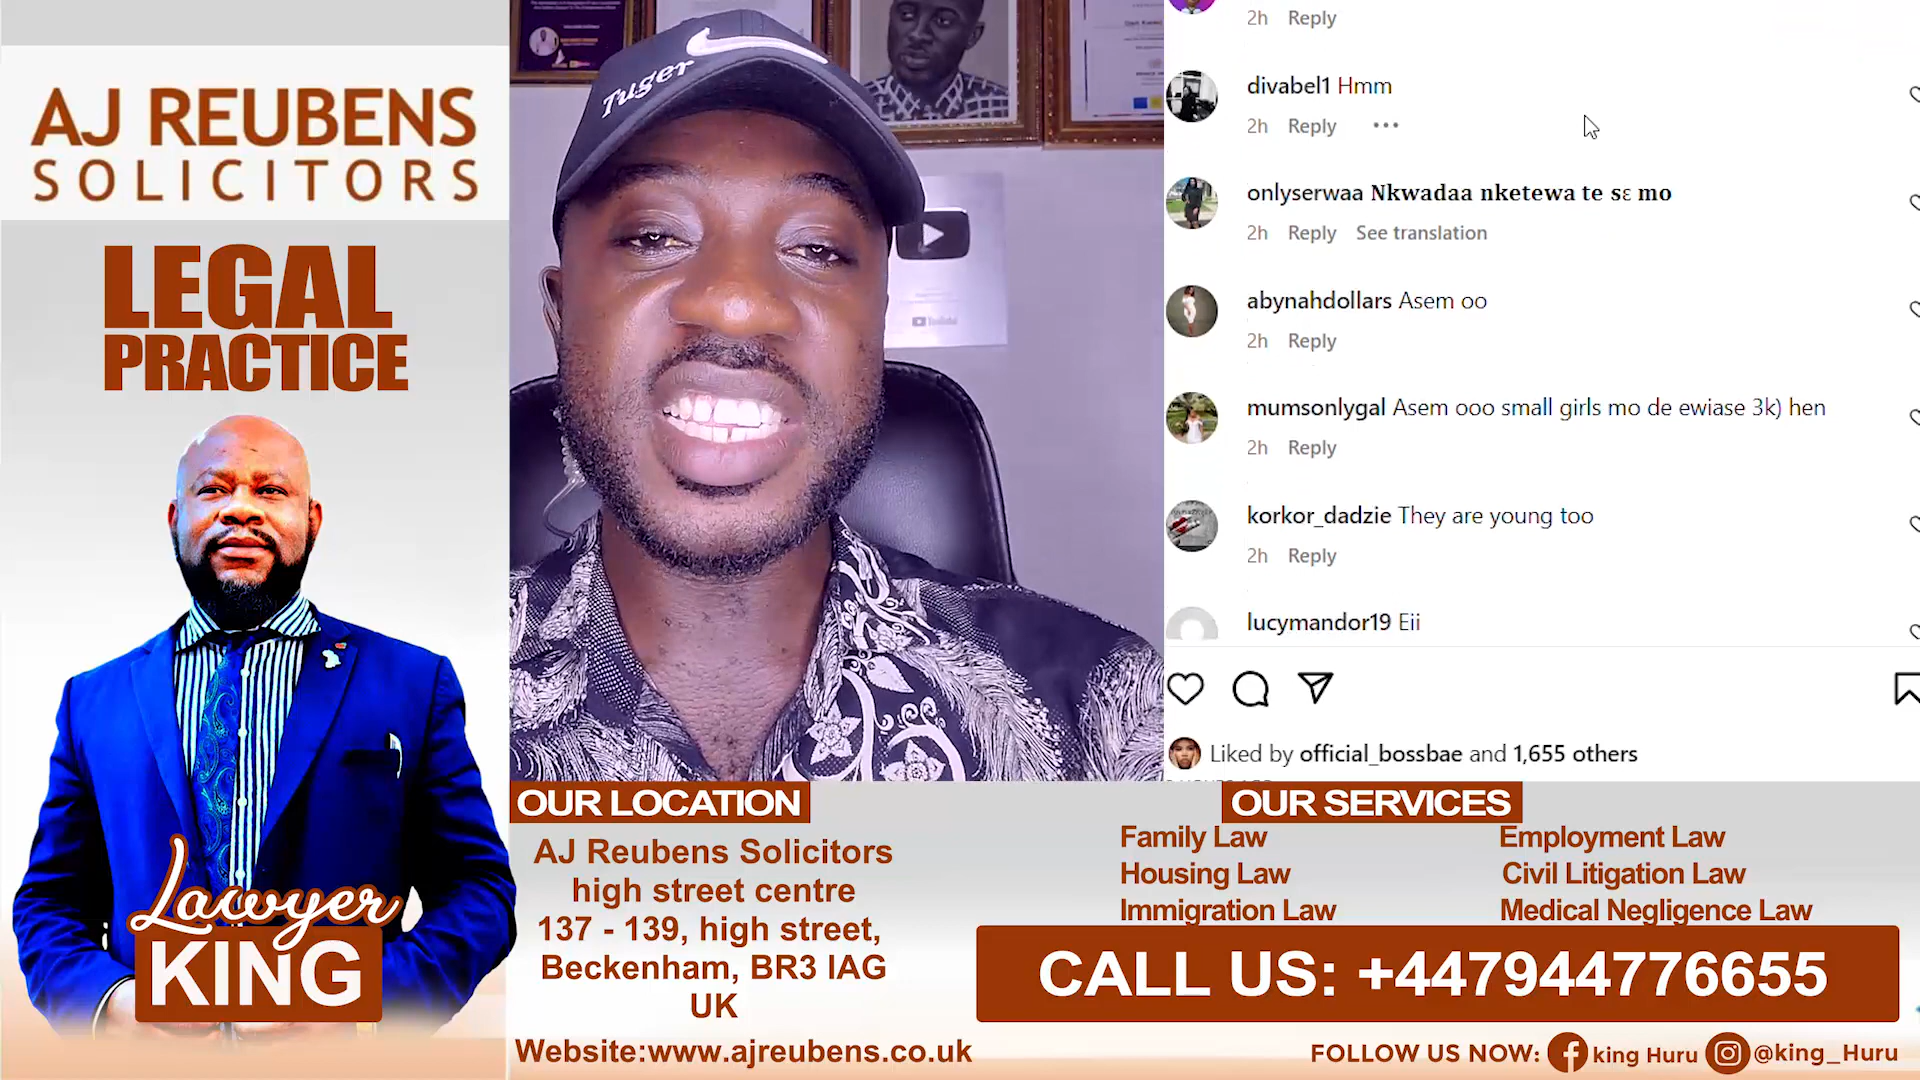 AJ REUBENS
SOLICITORS
LEGAL
PRACTICE
Lawyer
KING
Tuger
YouTube
2h Reply
divabel1 Hmm
2h Reply
onlyserwaa Nkwadaa nketewa te sɛ mo
2h Reply See translation
abynahdollars Asem oo
2h Reply
mumsonlygal Asem ooo small girls mo de ewiase 3k) hen
2h Reply
korkor_dadzie They are young too
2h Reply
lucymandor19 Eii
Liked by official_bossbae and 1,655 others
OUR LOCATION
AJ Reubens Solicitors
high street centre
137 - 139, high street,
Beckenham, BR3 IAG
UK
Website:www.ajreubens.co.uk
OUR SERVICES
Family Law
Housing Law
Immigration Law
Employment Law
Civil Litigation Law
Medical Negligence Law
CALL US: +447944776655
FOLLOW US NOW: king Huru @king_Huru